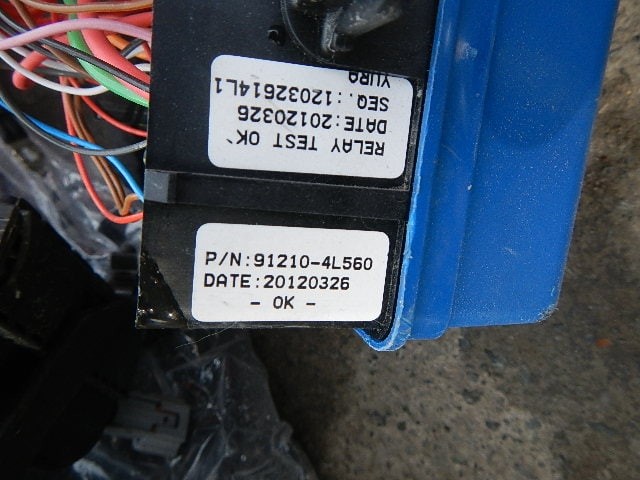 RELAY TEST OK
DATE:20120326
SEQ.:12032614L1
YURA
P/N:91210-4L560
DATE:20120326
- OK -